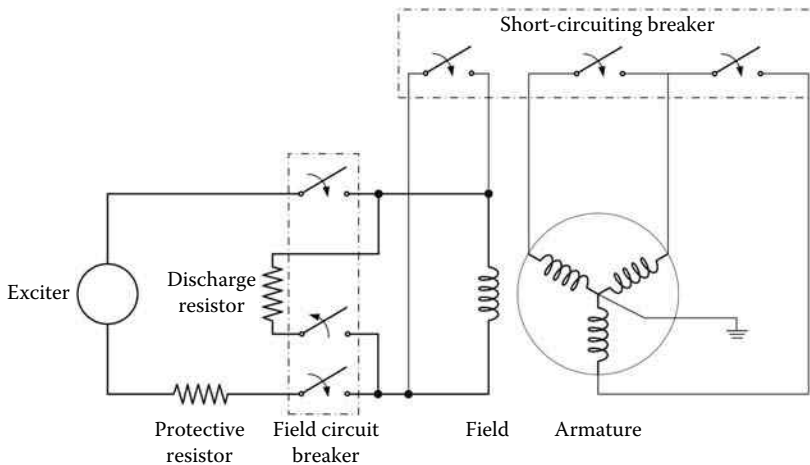 Short-circuiting breaker
Exciter
Discharge
resistor
Protective
resistor
Field circuit
breaker
Field
Armature